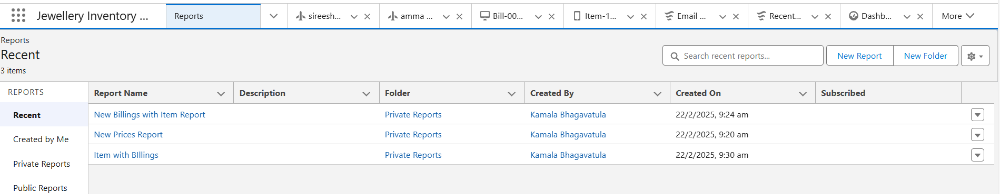 Jewellery Inventory ... Reports sireesh... amma ... Bill-00... Item-1... Email ... Recent... Dashb... More
Reports
Recent
3 items
Search recent reports... New Report New Folder
REPORTS
Recent
Created by Me
Private Reports
Public Reports
Report Name Description Folder Created By Created On Subscribed
New Billings with Item Report Private Reports Kamala Bhagavatula 22/2/2025, 9:24 am
New Prices Report Private Reports Kamala Bhagavatula 22/2/2025, 9:20 am
Item with BIllings Private Reports Kamala Bhagavatula 22/2/2025, 9:30 am